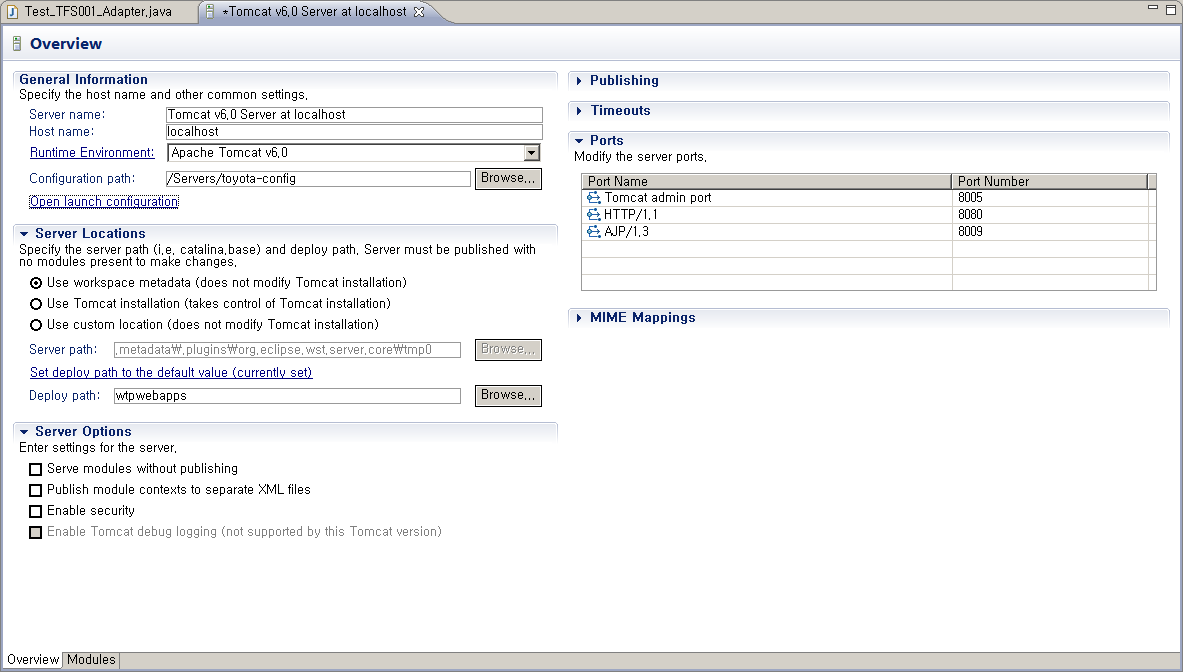 Test_TFS001_Adapter.java
*Tomcat v6.0 Server at localhost
Overview
General Information
Specify the host name and other common settings.
Server name:
Tomcat v6.0 Server at localhost
Host name:
localhost
Runtime Environment:
Apache Tomcat v6.0
Configuration path:
/Servers/toyota-config
Browse...
Open launch configuration
Server Locations
Specify the server path (i.e. catalina.base) and deploy path. Server must be published with
no modules present to make changes.
Use workspace metadata (does not modify Tomcat installation)
Use Tomcat installation (takes control of Tomcat installation)
Use custom location (does not modify Tomcat installation)
Server path:
.metadata₩.plugins₩org.eclipse.wst.server.core₩tmp0
Browse...
Set deploy path to the default value (currently set)
Deploy path:
wtpwebapps
Browse...
Server Options
Enter settings for the server.
Serve modules without publishing
Publish module contexts to separate XML files
Enable security
Enable Tomcat debug logging (not supported by this Tomcat version)
Publishing
Timeouts
Ports
Modify the server ports.
Port Name Port Number
Tomcat admin port 8005
HTTP/1.1 8080
AJP/1.3 8009
MIME Mappings
Overview
Modules